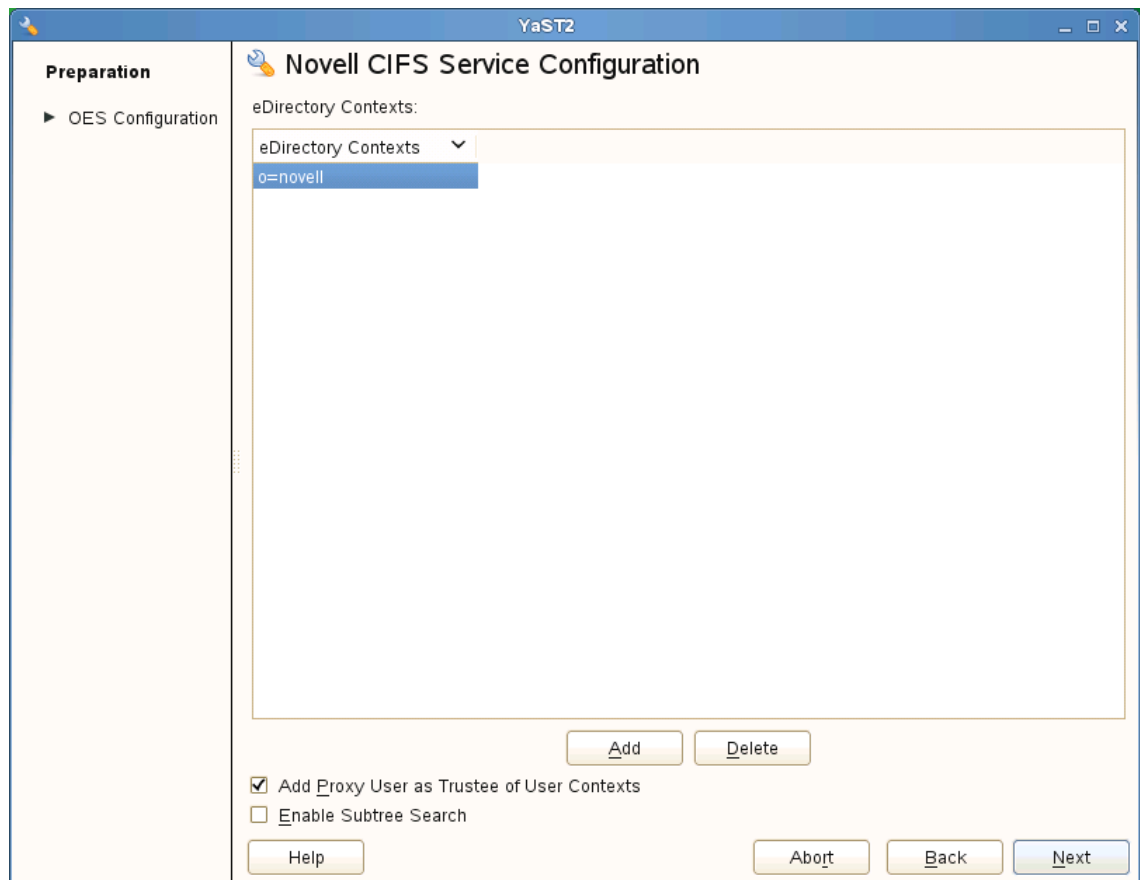 YaST2
Preparation
OES Configuration
Novell CIFS Service Configuration
eDirectory Contexts:
eDirectory Contexts
o=novell
Add
Delete
Add Proxy User as Trustee of User Contexts
Enable Subtree Search
Help
Abort
Back
Next